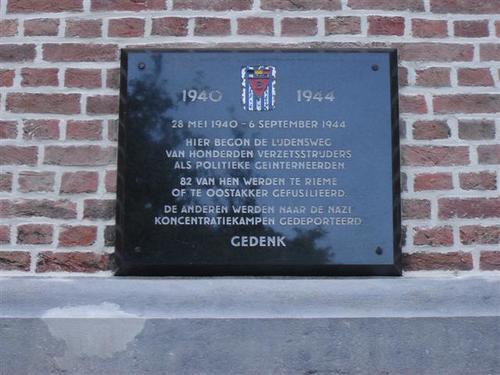 1940 1944
28 MEI 1940 - 6 SEPTEMBER 1944
HIER BEGON DE LIJDENSWEG
VAN HONDERDEN VERZETSSTRIJDERS
ALS POLITIEKE GEINTERNEERDEN.
82 VAN HEN WERDEN TE RIEME
OF TE OOSTAKKER GEFUSILIEERD.
DE ANDEREN WERDEN NAAR DE NAZI
KONCENTRATIEKAMPEN GEDEPORTEERD
GEDENK